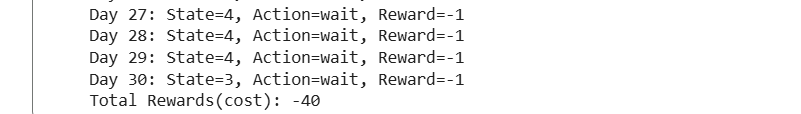 Day 27: State=4, Action=wait, Reward=-1
Day 28: State=4, Action=wait, Reward=-1
Day 29: State=4, Action=wait, Reward=-1
Day 30: State=3, Action=wait, Reward=-1
Total Rewards(cost): -40